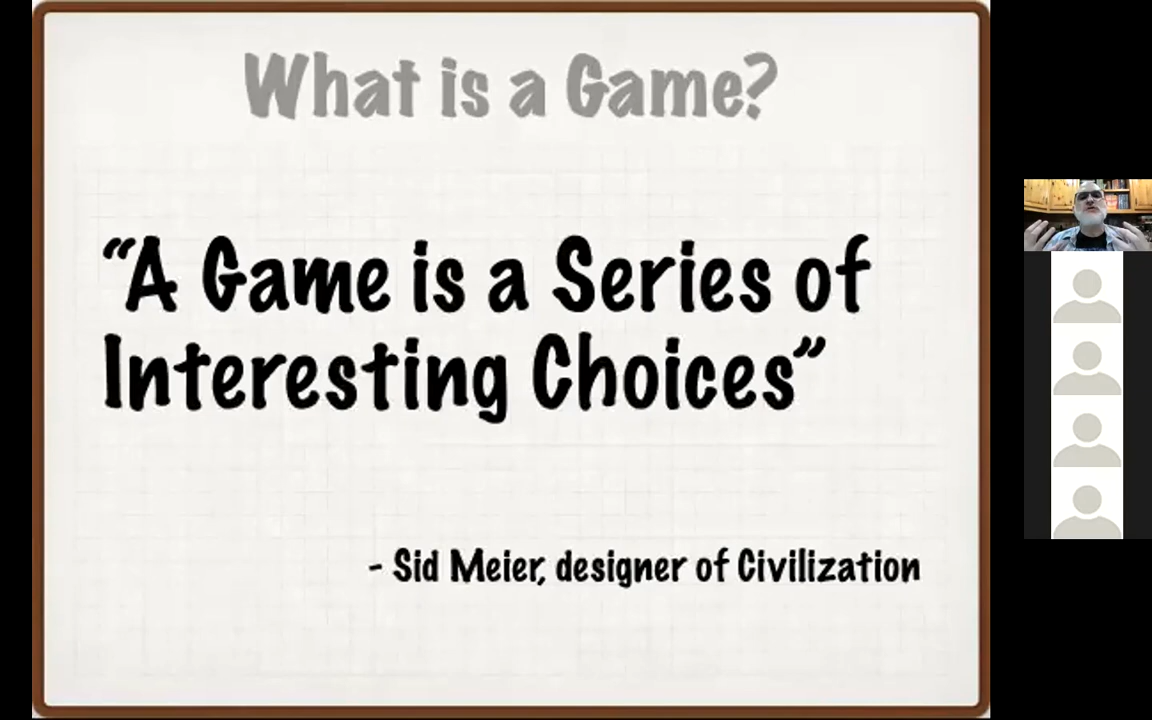 What is a Game?
“A Game is a Series of
Interesting Choices”
- Sid Meier, designer of Civilization